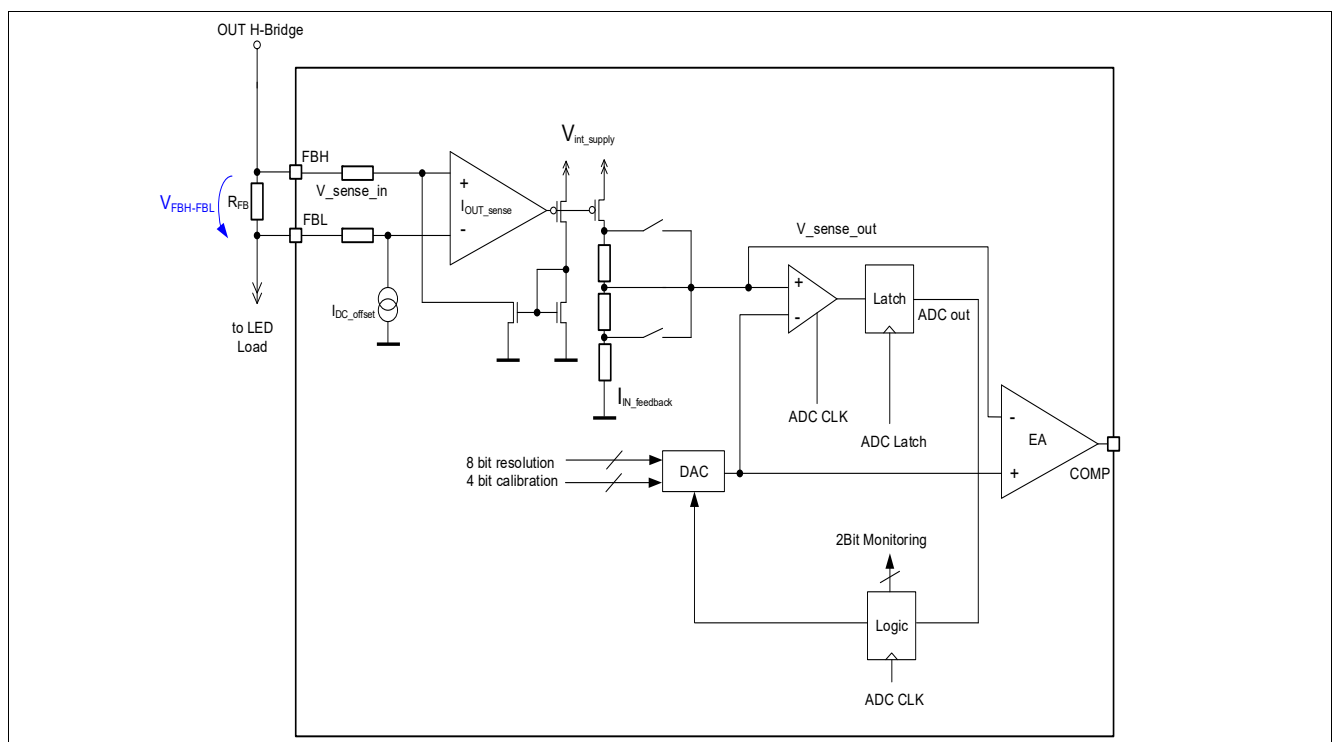 OUT H-Bridge
FBH
V_sense_in
V_FBH-FBL
R_FB
FBL
to LED
Load
I_DC_offset
+
I_OUT_sense
-
V_int_supply
I_IN_feedback
V_sense_out
+
-
Latch
ADC out
ADC CLK
ADC Latch
8 bit resolution
4 bit calibration
DAC
-
EA
+
COMP
2Bit Monitoring
Logic
ADC CLK